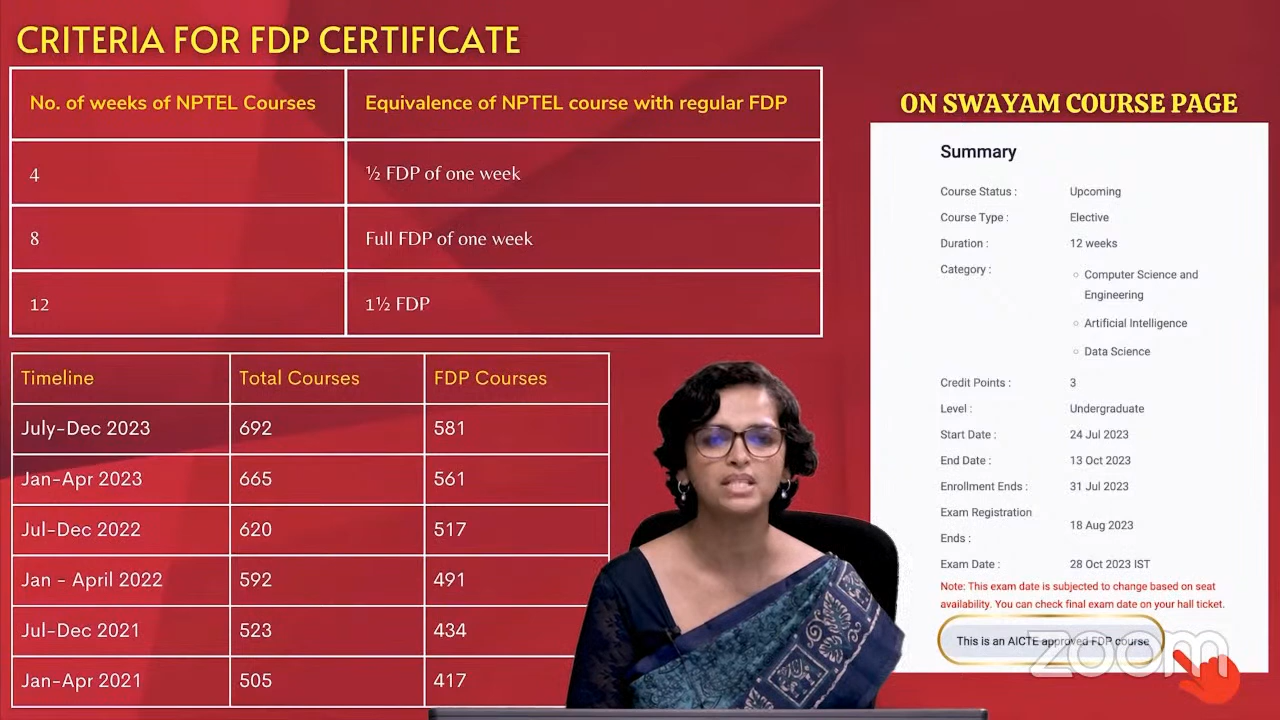 CRITERIA FOR FDP CERTIFICATE
No. of weeks of NPTEL Courses Equivalence of NPTEL course with regular FDP
4 ½ FDP of one week
8 Full FDP of one week
12 1½ FDP
Timeline Total Courses FDP Courses
July-Dec 2023 692 581
Jan-Apr 2023 665 561
Jul-Dec 2022 620 517
Jan - April 2022 592 491
Jul-Dec 2021 523 434
Jan-Apr 2021 505 417
ON SWAYAM COURSE PAGE
Summary
Course Status : Upcoming
Course Type : Elective
Duration : 12 weeks
Category :
Computer Science and
Engineering
Artificial Intelligence
Data Science
Credit Points : 3
Level : Undergraduate
Start Date : 24 Jul 2023
End Date : 13 Oct 2023
Enrollment Ends : 31 Jul 2023
Exam Registration
Ends : 18 Aug 2023
Exam Date : 28 Oct 2023 IST
Note: This exam date is subjected to change based on seat
availability. You can check final exam date on your hall ticket.
This is an AICTE approved FDP course
zoom